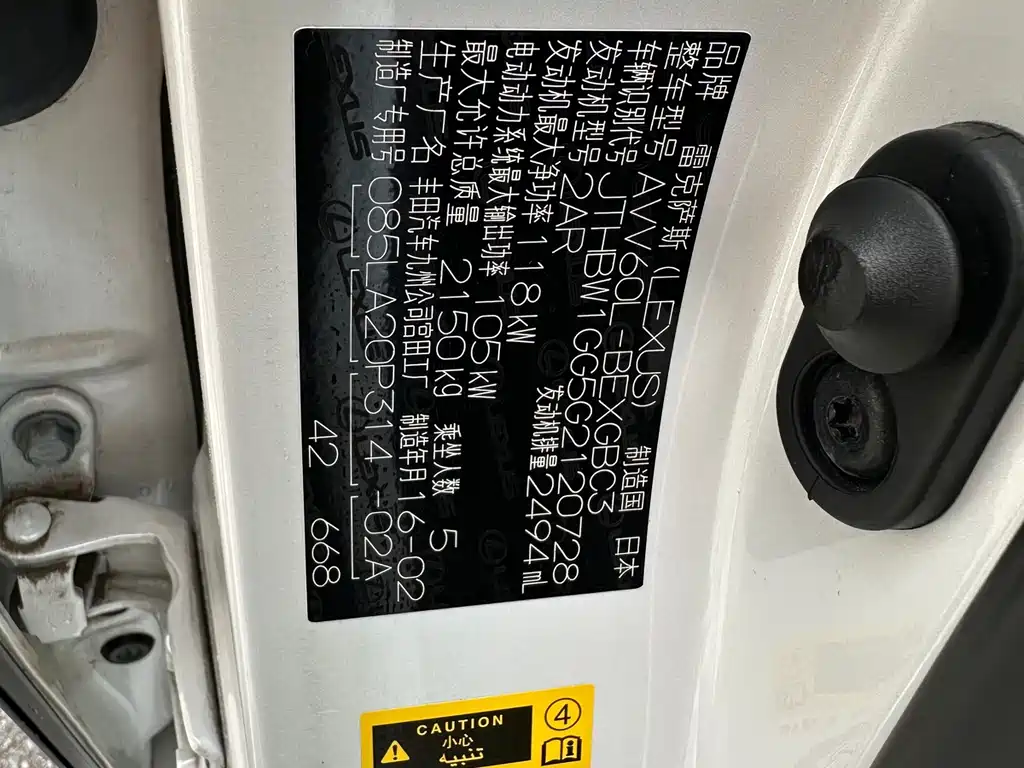 品牌 雷克萨斯 (LEXUS) 制造国 日本
整车型号 AVV60L-BEXGBC3
车辆识别代号 JTHBW1GG5G2120728
发动机型号 2AR 发动机排量 2494 ml
发动机最大净功率 118 kW
电动动力系统最大输出功率 105 kW
最大允许总质量 2150 kg 乘坐人数 5
生产厂名 丰田汽车九州公司宫田工厂 制造年月 16-02
制造厂专用号 085LA20P314 -02A
42 668
CAUTION
小心
تنبيه
4